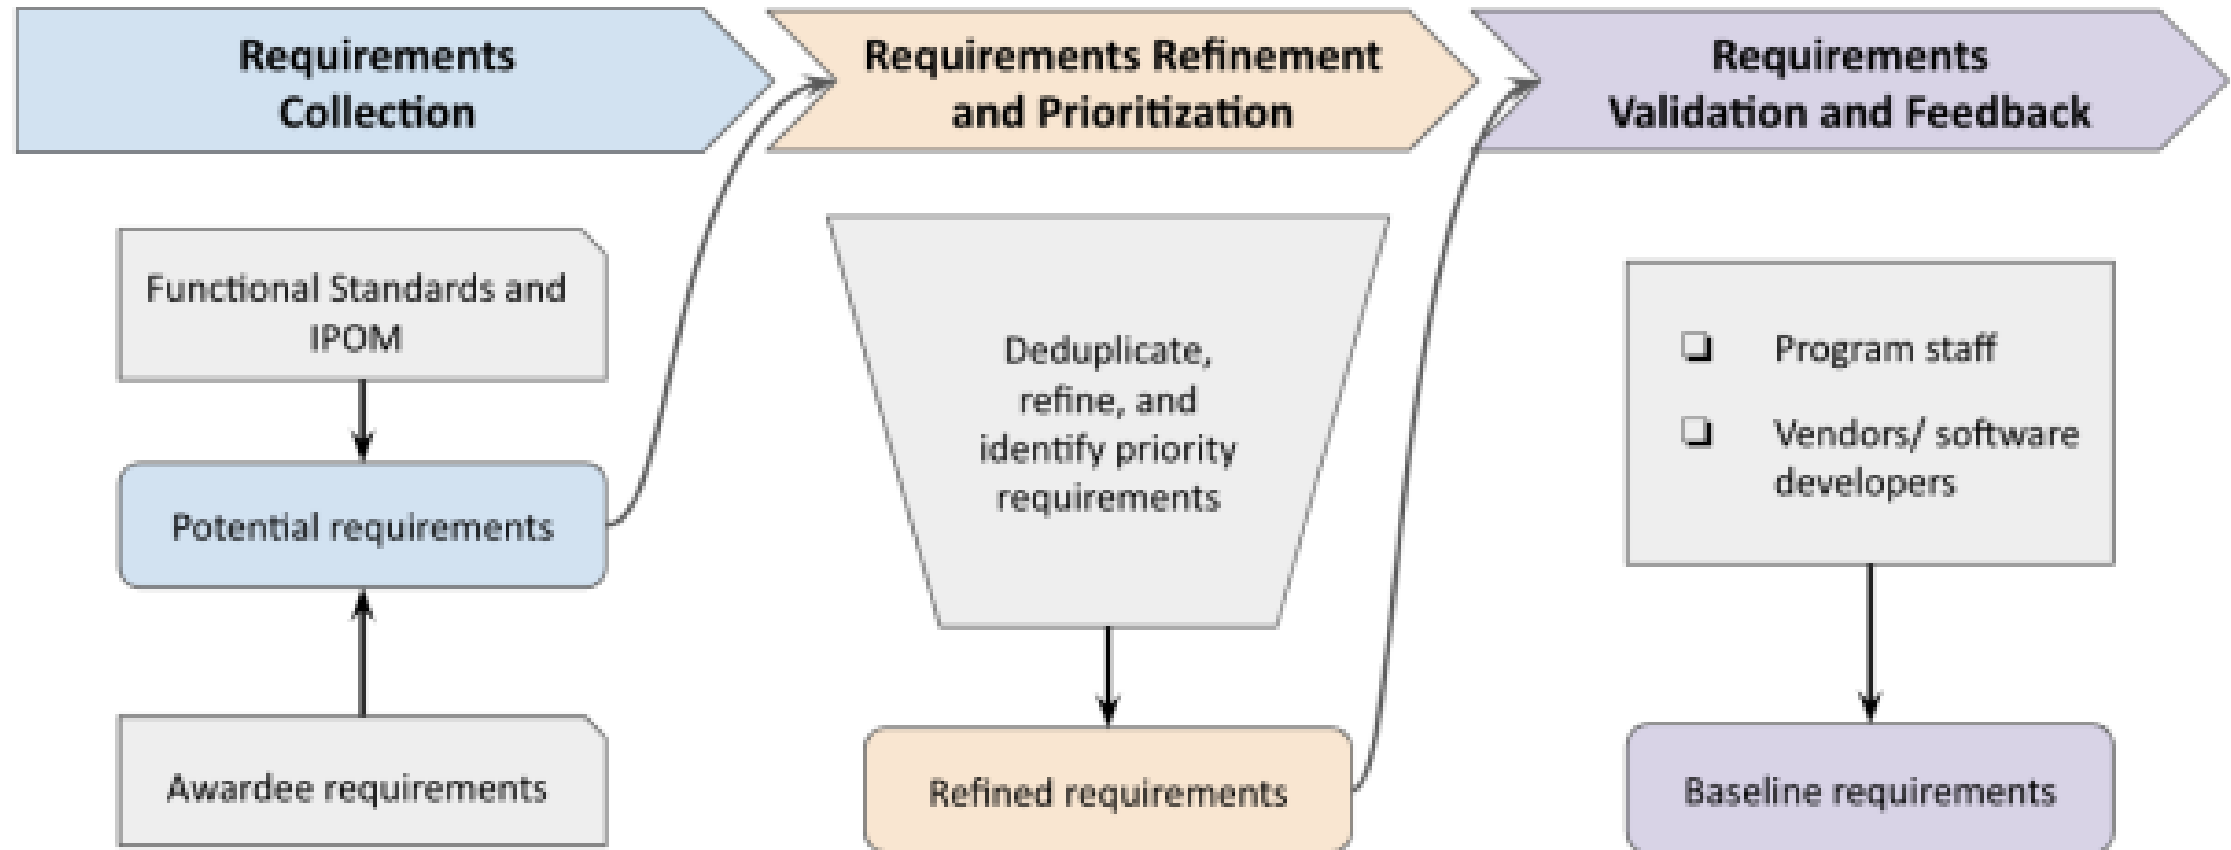 Requirements
Collection
Requirements Refinement
and Prioritization
Requirements
Validation and Feedback
Functional Standards and
IPOM
Potential requirements
Awardee requirements
Deduplicate,
refine, and
identify priority
requirements
Refined requirements
❑ Program staff
❑ Vendors/ software
developers
Baseline requirements